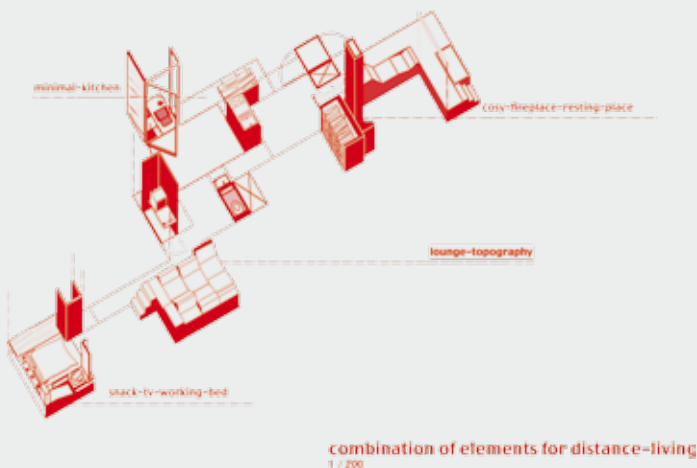 minimal-kitchen
cosy-fireplace-resting-place
lounge-topography
snack-tv-working-bed
combination of elements for distance-living
1 / 200